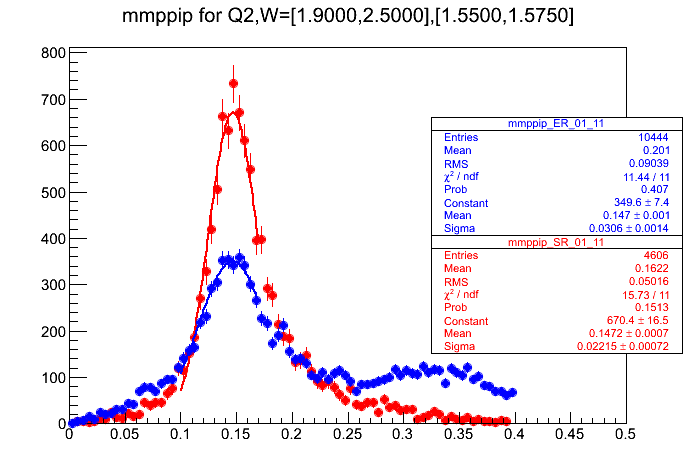 mmppip for Q2,W=[1.9000,2.5000],[1.5500,1.5750]
800
700
600
500
400
300
200
100
0
0 0.05 0.1 0.15 0.2 0.25 0.3 0.35 0.4 0.45 0.5
mmppip_ER_01_11
Entries 10444
Mean 0.201
RMS 0.09039
χ² / ndf 11.44 / 11
Prob 0.407
Constant 349.6 ± 7.4
Mean 0.147 ± 0.001
Sigma 0.0306 ± 0.0014
mmppip_SR_01_11
Entries 4606
Mean 0.1622
RMS 0.05016
χ² / ndf 15.73 / 11
Prob 0.1513
Constant 670.4 ± 16.5
Mean 0.1472 ± 0.0007
Sigma 0.02215 ± 0.00072